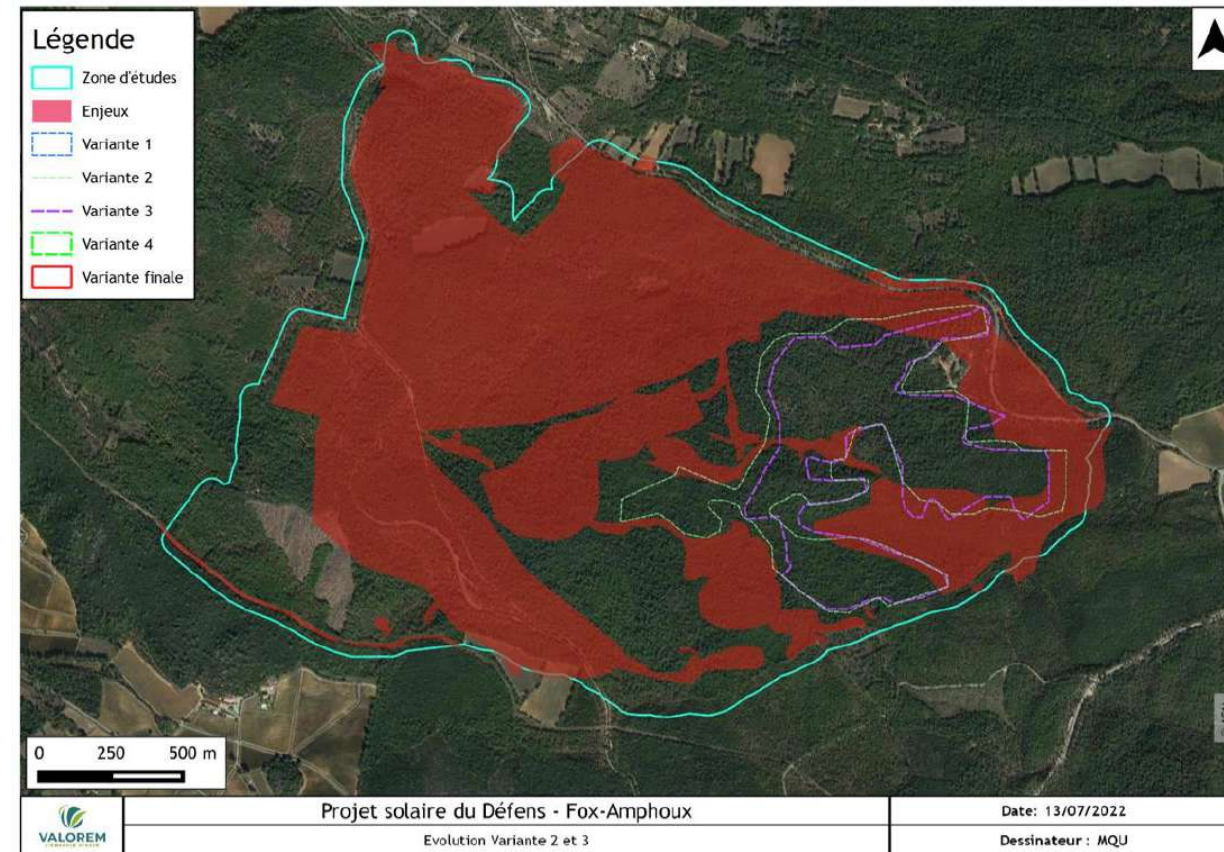 Légende
Zone d'études
Enjeux
Variante 1
Variante 2
Variante 3
Variante 4
Variante finale
0 250 500 m
VALOREM
Projet solaire du Défens - Fox-Amphoux
Evolution Variante 2 et 3
Date: 13/07/2022
Dessinateur : MQU